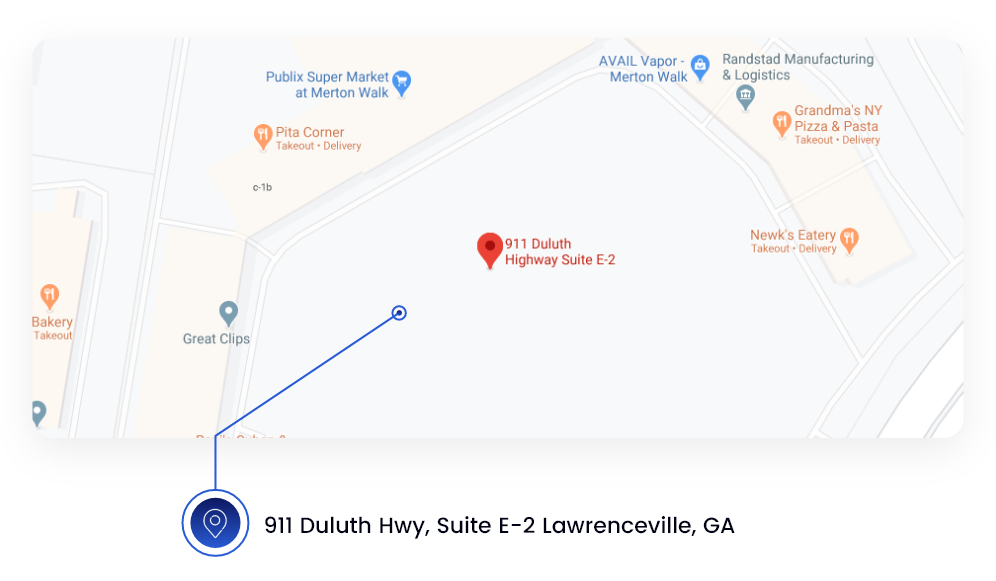 Publix Super Market
at Merton Walk
AVAIL Vapor -
Merton Walk
Randstad Manufacturing
& Logistics
Pita Corner
Takeout • Delivery
Grandma's NY
Pizza & Pasta
Takeout • Delivery
c-1b
911 Duluth
Highway Suite E-2
Newk's Eatery
Takeout • Delivery
Bakery
Takeout
Great Clips
911 Duluth Hwy, Suite E-2 Lawrenceville, GA